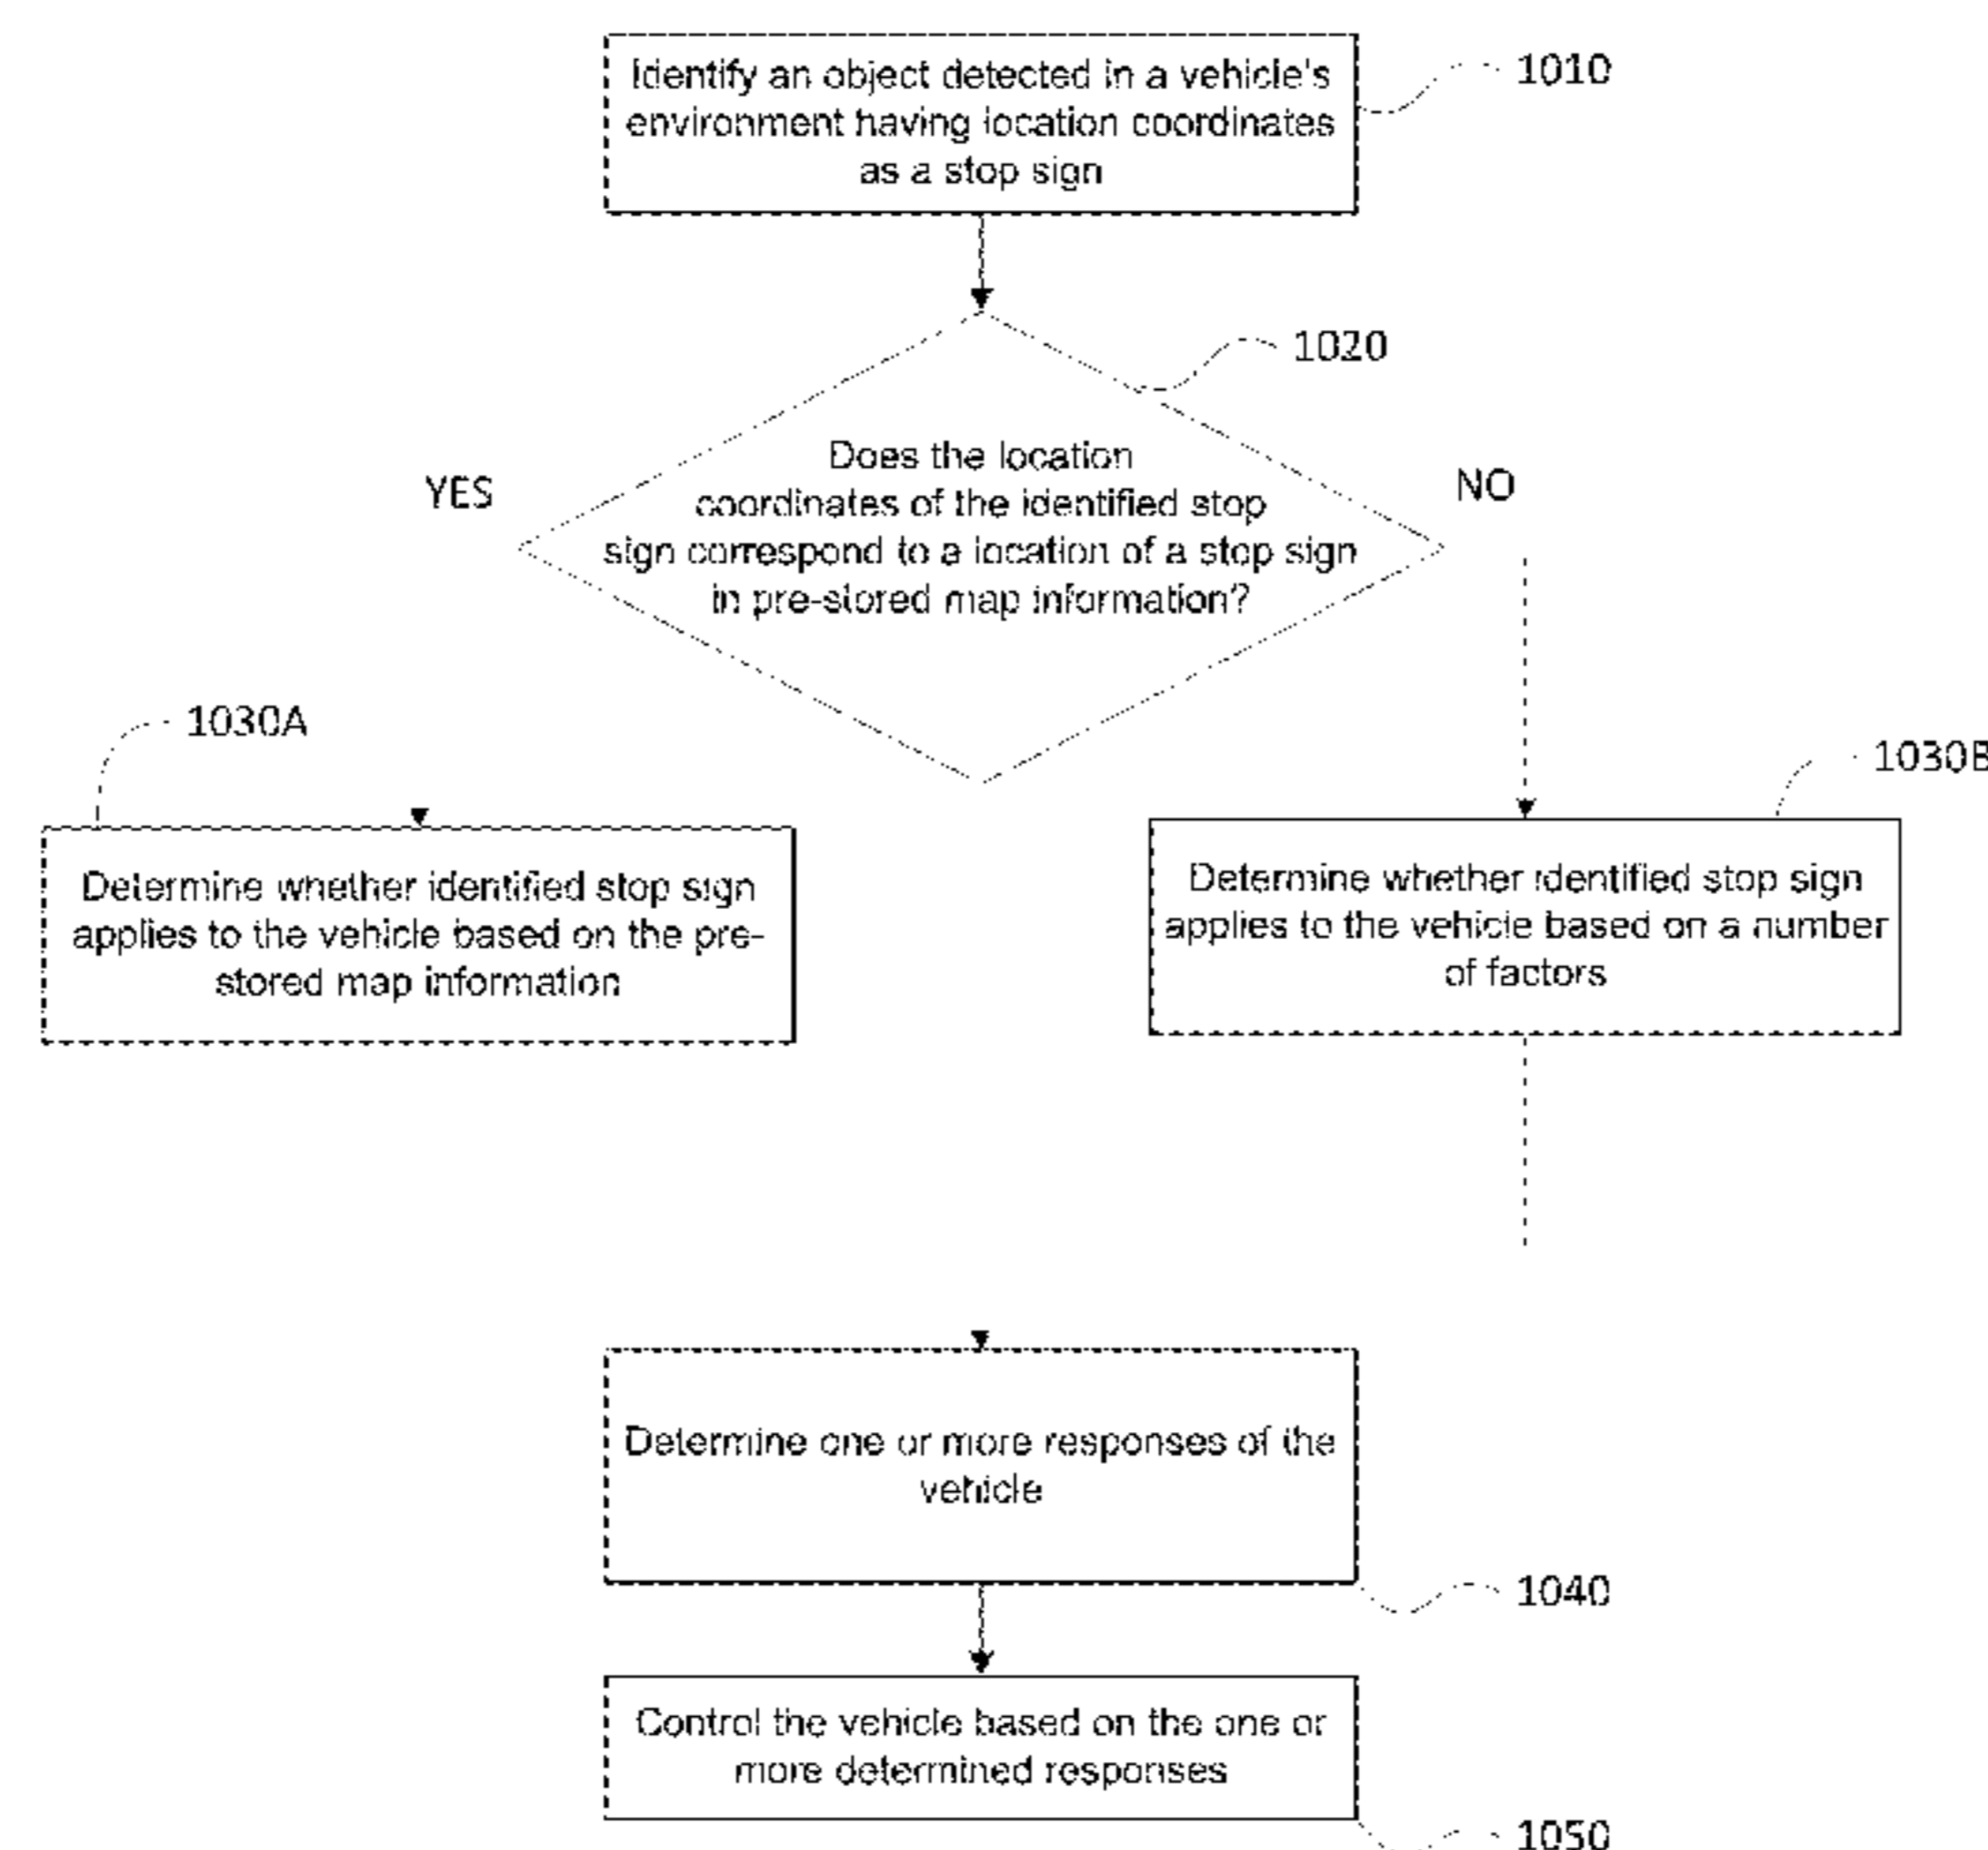 Identify an object detected in a vehicle's
environment having location coordinates
as a stop sign
1010
1020
Does the location
coordinates of the identified stop
sign correspond to a location of a stop sign
in pre-stored map information?
YES
NO
1030A
1030B
Determine whether identified stop sign
applies to the vehicle based on the pre-
stored map information
Determine whether identified stop sign
applies to the vehicle based on a number
of factors
Determine one or more responses of the
vehicle
1040
Control the vehicle based on the one or
more determined responses
1050